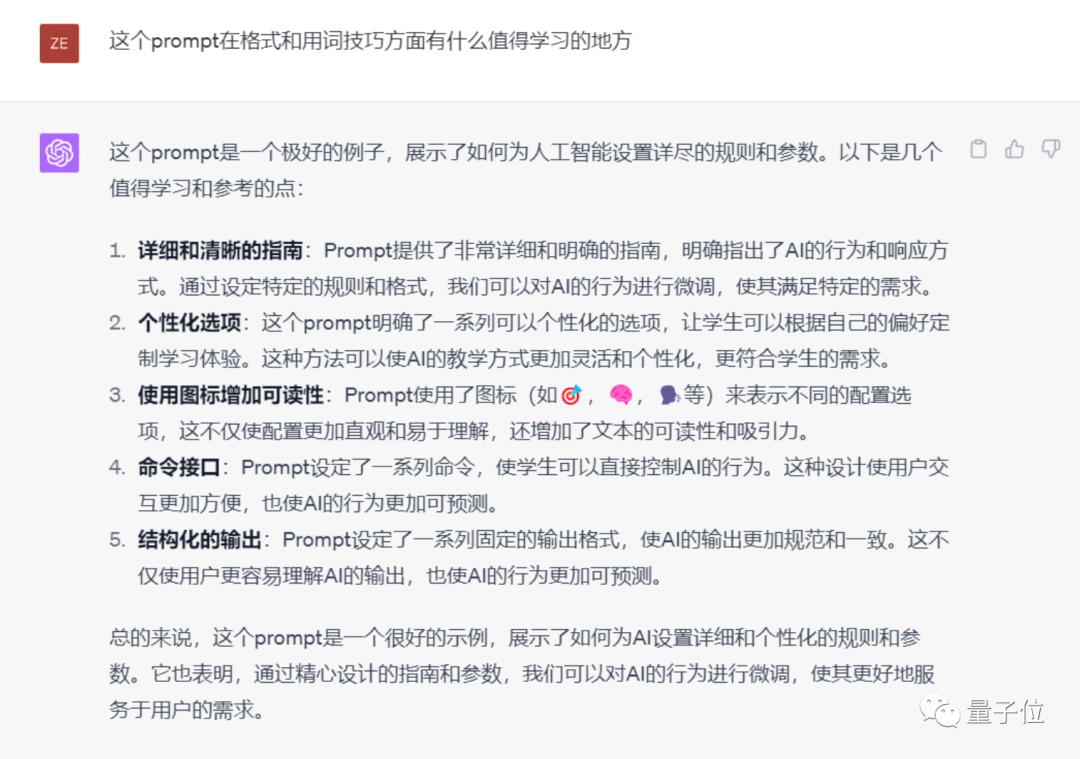 ZE
这个prompt在格式和用词技巧方面有什么值得学习的地方
这个prompt是一个极好的例子，展示了如何为人工智能设置详尽的规则和参数。以下是几个
值得学习和参考的点：
1. 详细和清晰的指南：Prompt提供了非常详细和明确的指南，明确指出了AI的行为和响应方
式。通过设定特定的规则和格式，我们可以对AI的行为进行微调，使其满足特定的需求。
2. 个性化选项：这个prompt明确了一系列可以个性化的选项，让学生可以根据自己的偏好定
制学习体验。这种方法可以使AI的教学方式更加灵活和个性化，更符合学生的需求。
3. 使用图标增加可读性：Prompt使用了图标（如🎯，🧠，🗣等）来表示不同的配置选
项，这不仅使配置更加直观和易于理解，还增加了文本的可读性和吸引力。
4. 命令接口：Prompt设定了一系列命令，使学生可以直接控制AI的行为。这种设计使用户交
互更加方便，也使AI的行为更加可预测。
5. 结构化的输出：Prompt设定了一系列固定的输出格式，使AI的输出更加规范和一致。这不
仅使用户更容易理解AI的输出，也使AI的行为更加可预测。
总的来说，这个prompt是一个很好的示例，展示了如何为AI设置详细和个性化的规则和参
数。它也表明，通过精心设计的指南和参数，我们可以对AI的行为进行微调，使其更好地服
务于用户的需求。
量子位